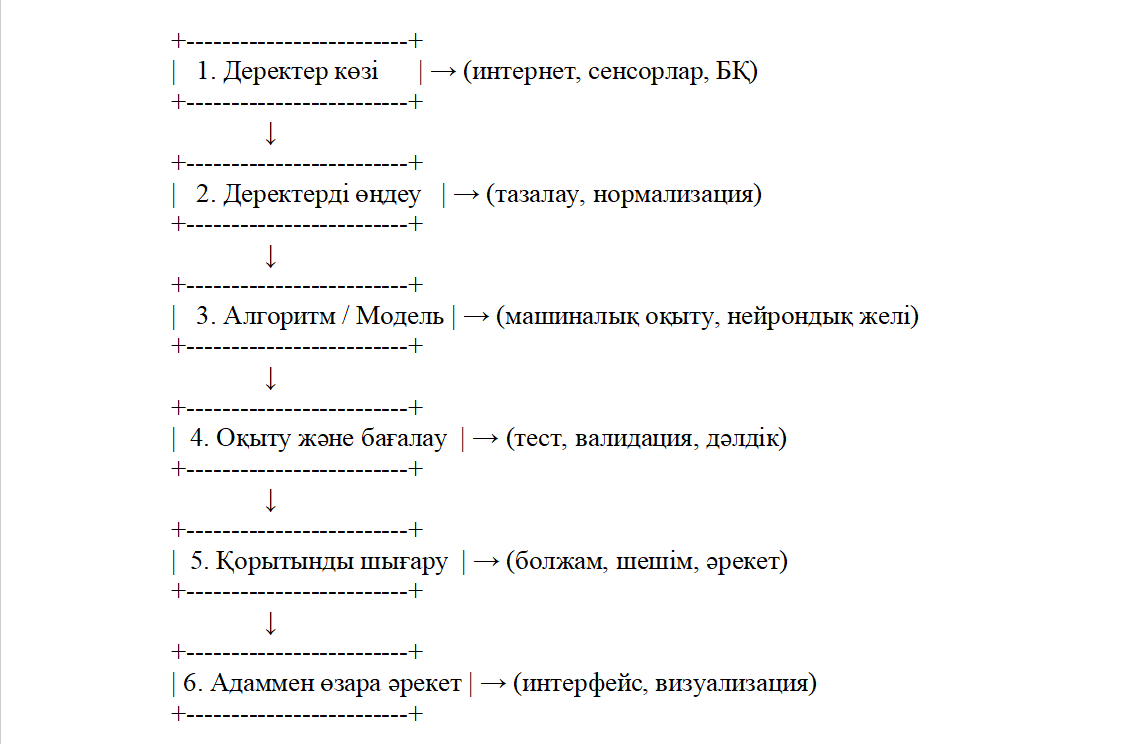 +-------------------------+
|   1. Деректер көзі      | → (интернет, сенсорлар, БҚ)
+-------------------------+
↓
+-------------------------+
|   2. Деректерді өңдеу   | → (тазалау, нормализация)
+-------------------------+
↓
+-------------------------+
|   3. Алгоритм / Модель | → (машиналық оқыту, нейрондық желі)
+-------------------------+
↓
+-------------------------+
|  4. Оқыту және бағалау  | → (тест, валидация, дәлдік)
+-------------------------+
↓
+-------------------------+
|  5. Қорытынды шығару  | → (болжам, шешім, әрекет)
+-------------------------+
↓
+-------------------------+
| 6. Адаммен өзара әрекет | → (интерфейс, визуализация)
+-------------------------+